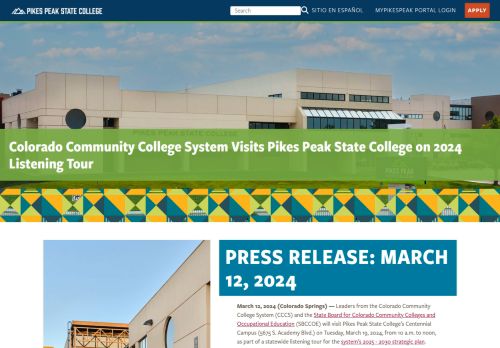 PIKES PEAK STATE COLLEGE
Search
SITIO EN ESPAÑOL
MYPIKESPEAK PORTAL LOGIN
APPLY
PIKES PEAK STATE COLLEGE
Colorado Community College System Visits Pikes Peak State College on 2024
Listening Tour
PRESS RELEASE: MARCH
12, 2024
March 12, 2024 (Colorado Springs) — Leaders from the Colorado Community
College System (CCCS) and the State Board for Colorado Community Colleges and
Occupational Education (SBCCOE) will visit Pikes Peak State College's Centennial
Campus (5675 S. Academy Blvd.) on Tuesday, March 19, 2024, from 10 a.m. to noon,
as part of a statewide listening tour for the system's 2025 - 2030 strategic plan.